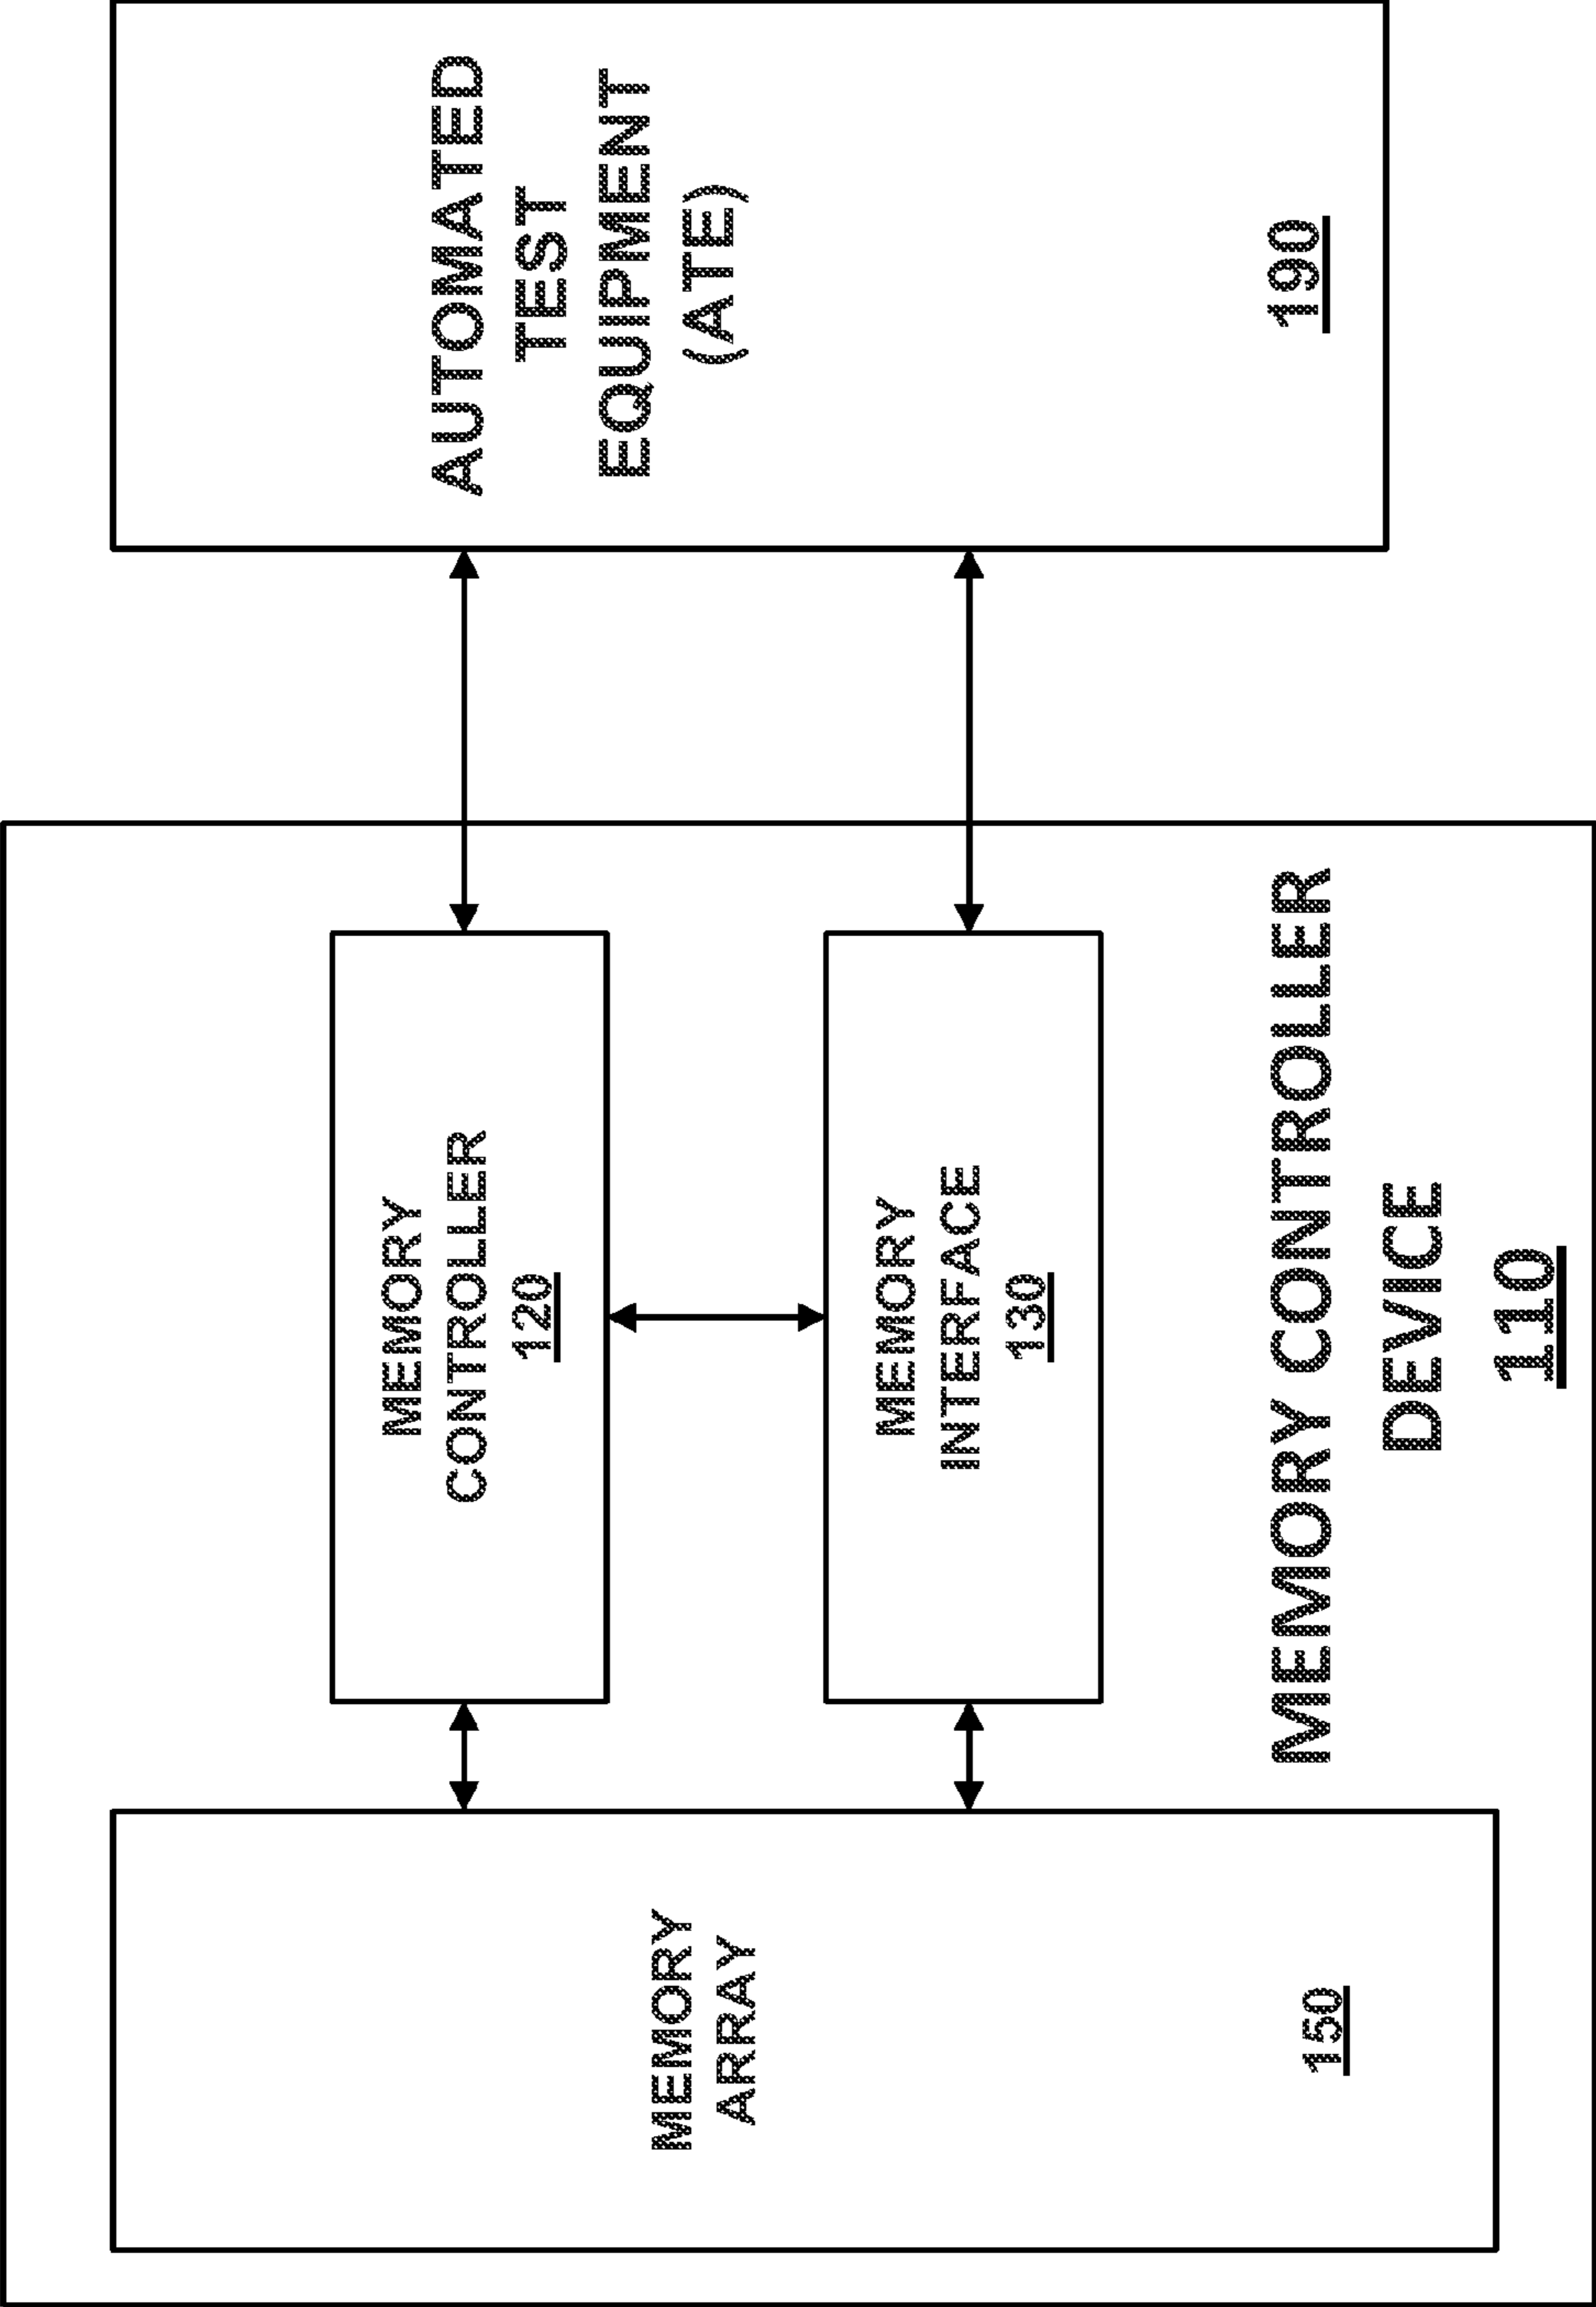 MEMORY
ARRAY
150
MEMORY
CONTROLLER
120
MEMORY
INTERFACE
130
MEMORY CONTROLLER
DEVICE
110
AUTOMATED
TEST
EQUIPMENT
(ATE)
190